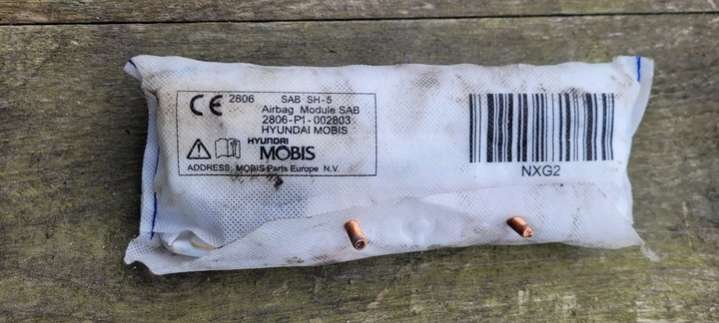 CE 2806 SAB SH-5
Airbag Module SAB
2806-P1-002803
HYUNDAI MOBIS
HYUNDAI
MOBIS
ADDRESS: MOBIS Parts Europe N.V.
NXG2